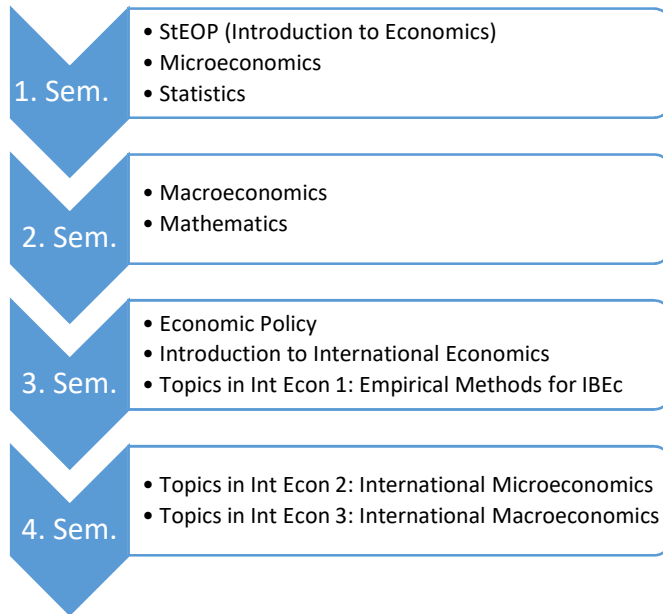 1. Sem.
• StEOP (Introduction to Economics)
• Microeconomics
• Statistics
2. Sem.
• Macroeconomics
• Mathematics
3. Sem.
• Economic Policy
• Introduction to International Economics
• Topics in Int Econ 1: Empirical Methods for IBEc
4. Sem.
• Topics in Int Econ 2: International Microeconomics
• Topics in Int Econ 3: International Macroeconomics